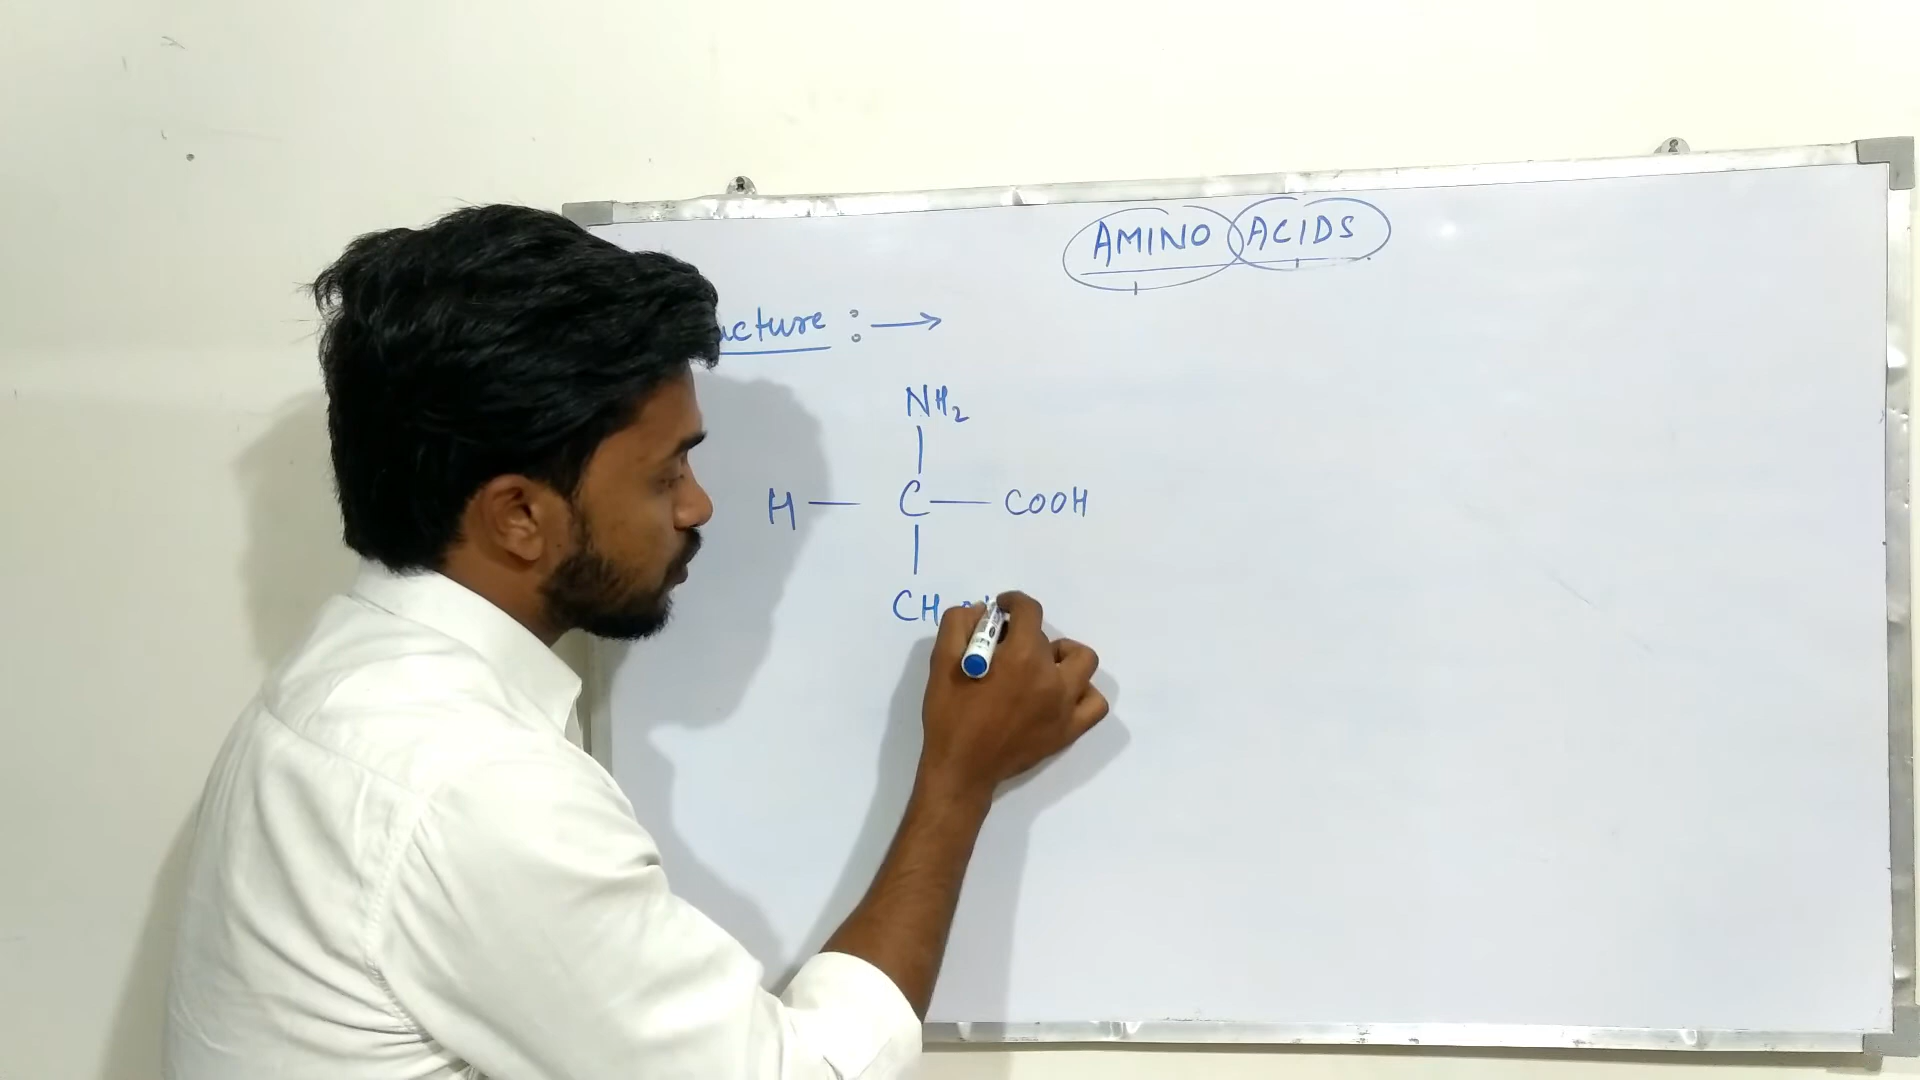 AMINO ACIDS
ucture :→
NH₂
H — C — COOH
CH